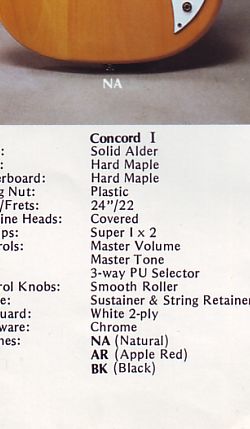 NA
Concord I
: Solid Alder
: Hard Maple
rboard: Hard Maple
g Nut: Plastic
/Frets: 24"/22
ine Heads: Covered
ps: Super I x 2
rols: Master Volume
Master Tone
3-way PU Selector
rol Knobs: Smooth Roller
e: Sustainer & String Retainer
uard: White 2-ply
ware: Chrome
hes: NA (Natural)
AR (Apple Red)
BK (Black)